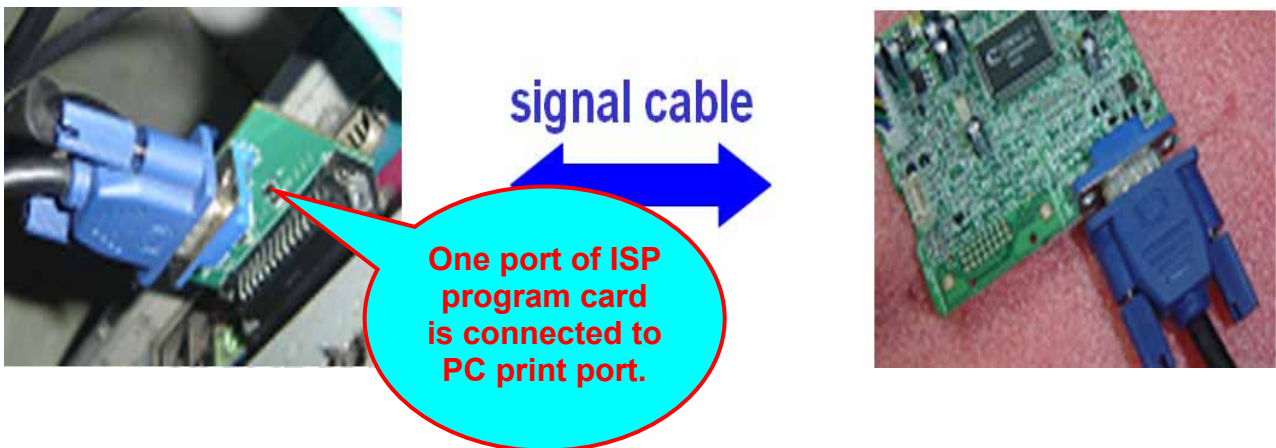 signal cable
One port of ISP
program card
is connected to
PC print port.